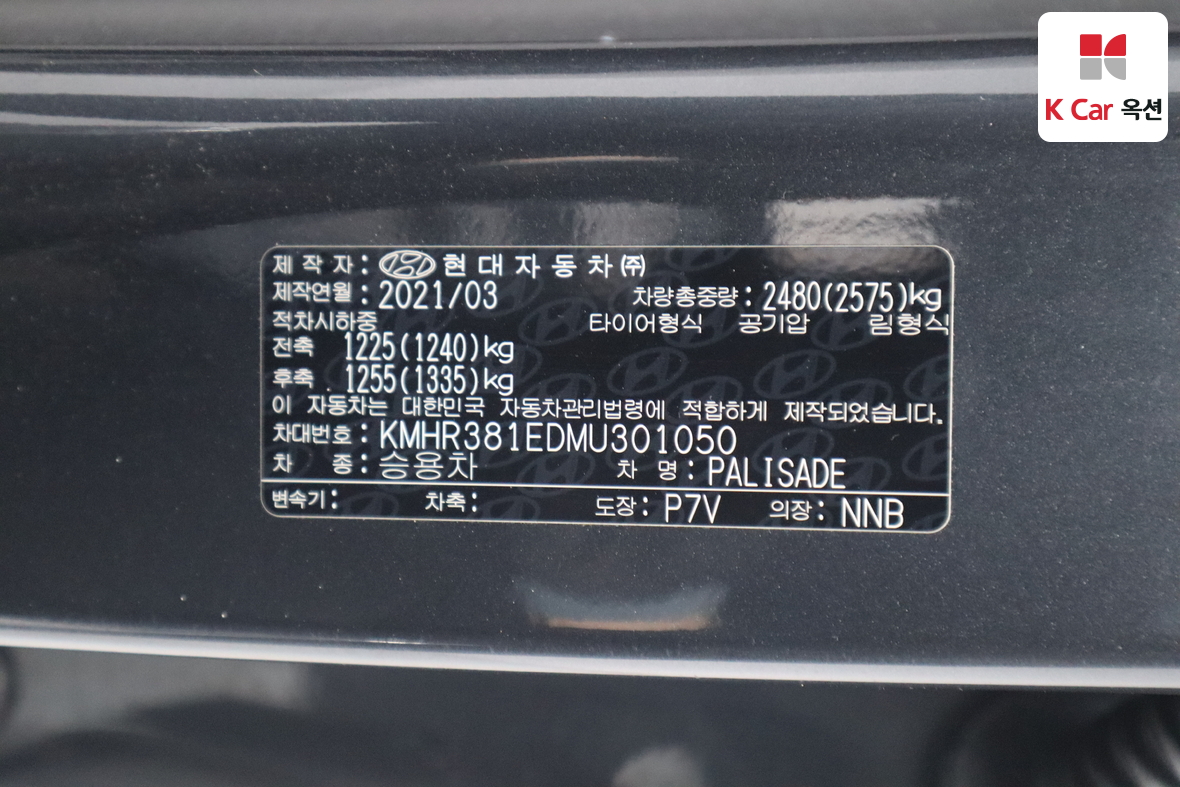 K Car 옥션
제 작 자 : 현 대 자 동 차 ㈜
제작연월 : 2021/03 차량총중량 : 2480(2575)kg
적차시하중 타이어형식 공기압 림형식
전축 1225(1240)kg
후축 1255(1335)kg
이 자동차는 대한민국 자동차관리법령에 적합하게 제작되었습니다.
차대번호 : KMHR381EDMU301050
차 종 : 승용차 차 명 : PALISADE
변속기 : 차축 : 도장 : P7V 의장 : NNB